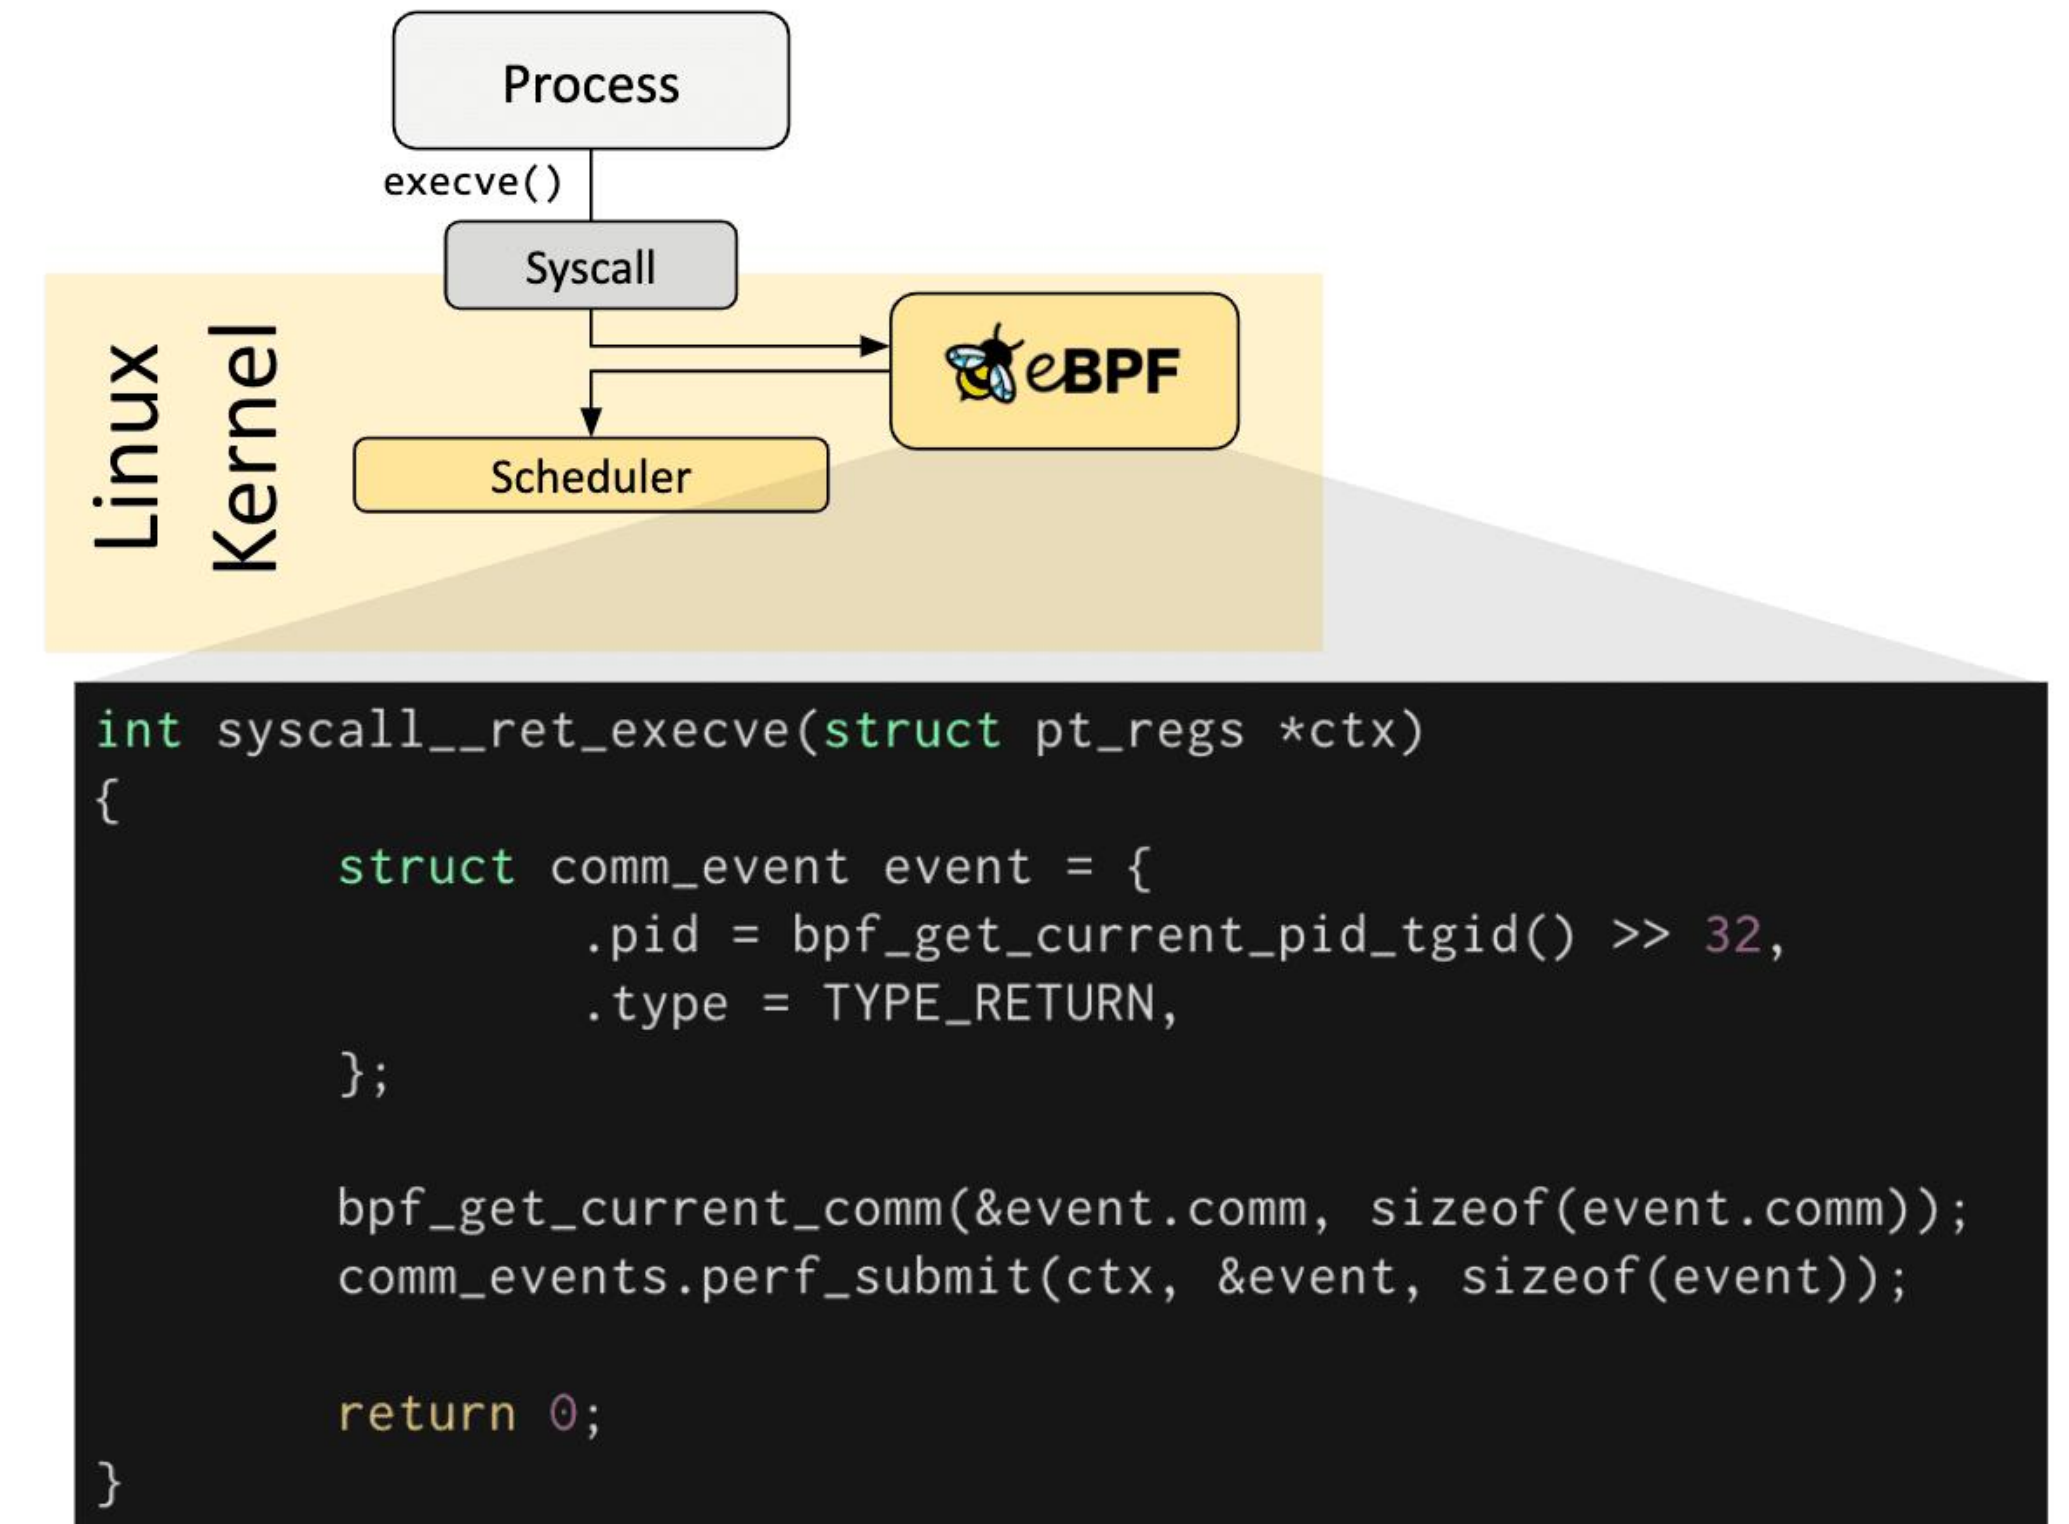 Process
execve()
Syscall
Linux
Kernel
eBPF
Scheduler
int syscall__ret_execve(struct pt_regs *ctx)
{
        struct comm_event event = {
                .pid = bpf_get_current_pid_tgid() >> 32,
                .type = TYPE_RETURN,
        };
        bpf_get_current_comm(&event.comm, sizeof(event.comm));
        comm_events.perf_submit(ctx, &event, sizeof(event));
        return 0;
}